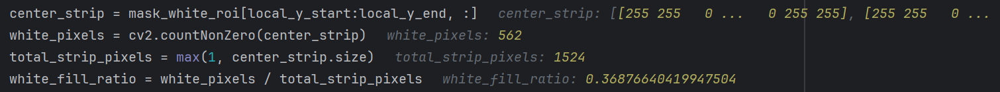 center_strip = mask_white_roi[local_y_start:local_y_end, :]   center_strip: [[255 255   0 ...   0 255 255], [255 255   0 ...
white_pixels = cv2.countNonZero(center_strip)   white_pixels: 562
total_strip_pixels = max(1, center_strip.size)   total_strip_pixels: 1524
white_fill_ratio = white_pixels / total_strip_pixels   white_fill_ratio: 0.36876640419947504